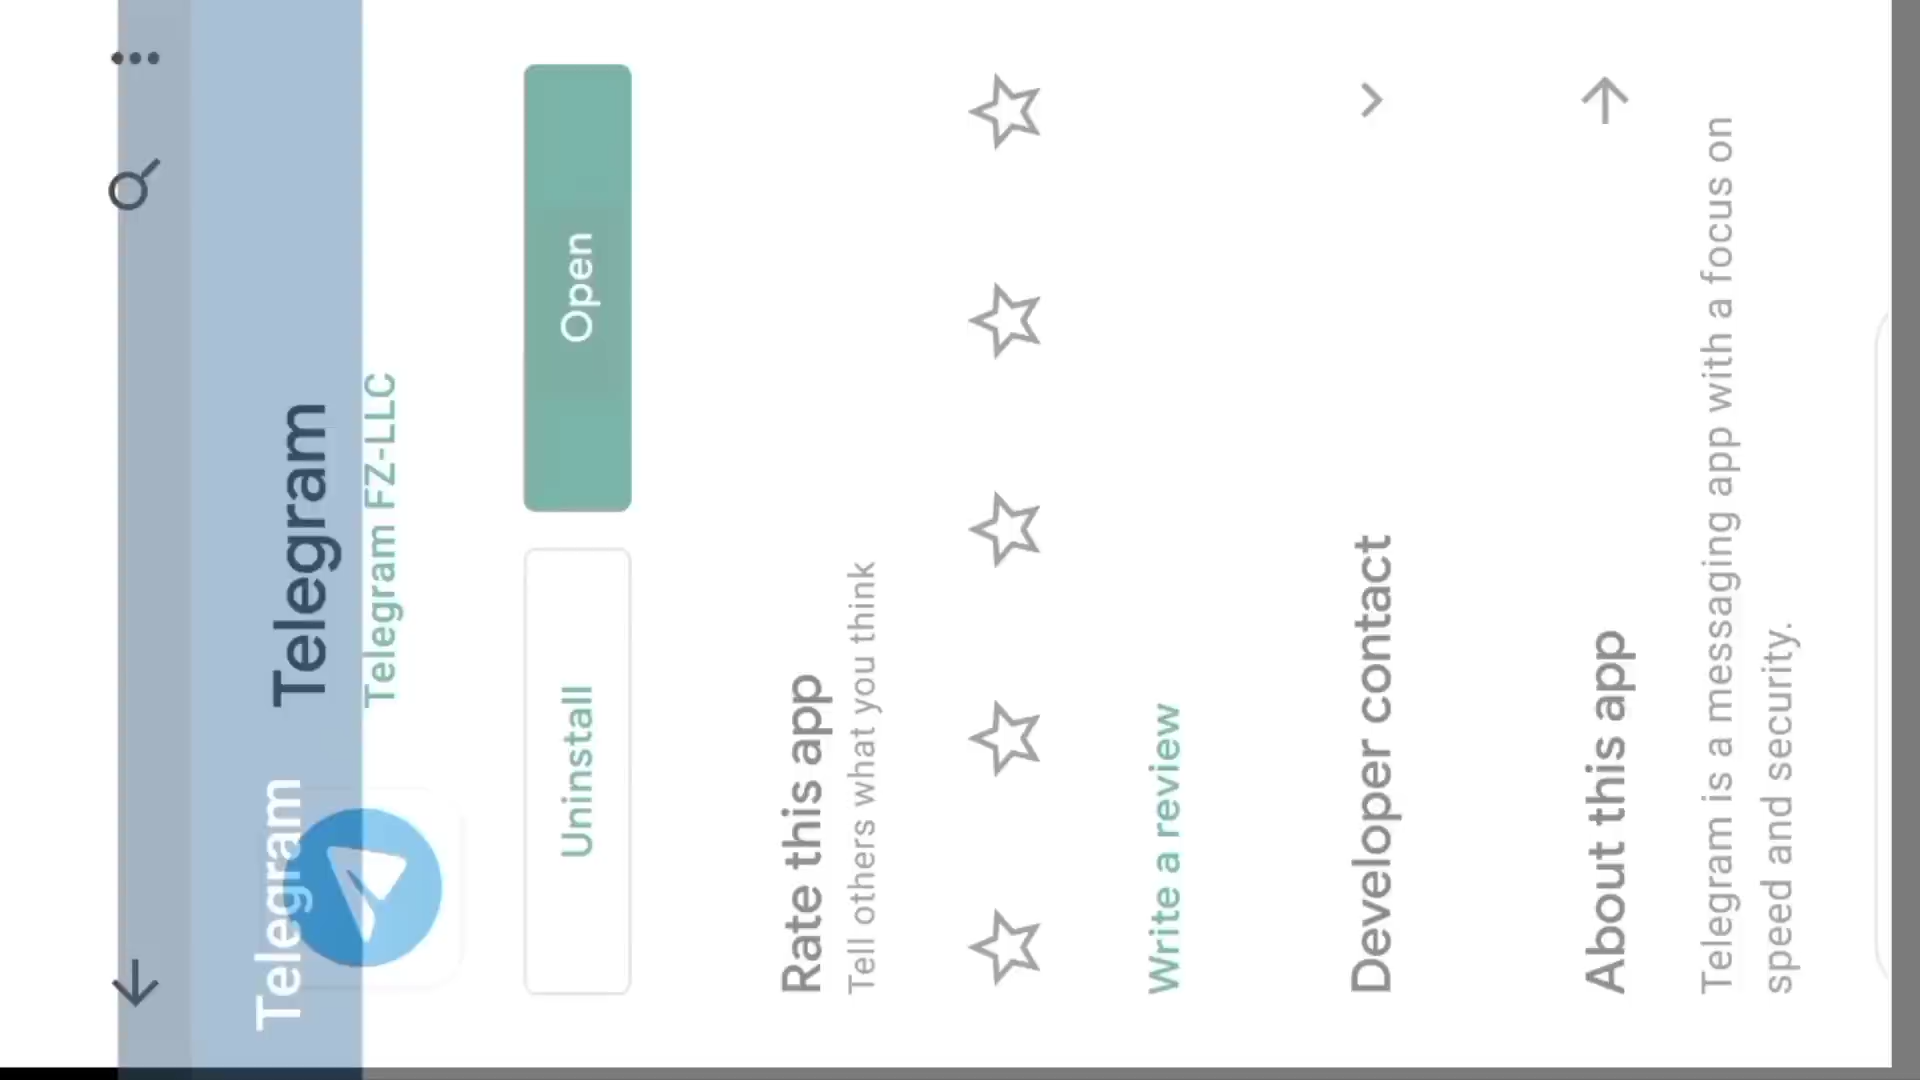 Telegram
Telegram
Telegram FZ-LLC
Uninstall
Open
Rate this app
Tell others what you think
Write a review
Developer contact
About this app
Telegram is a messaging app with a focus on
speed and security.